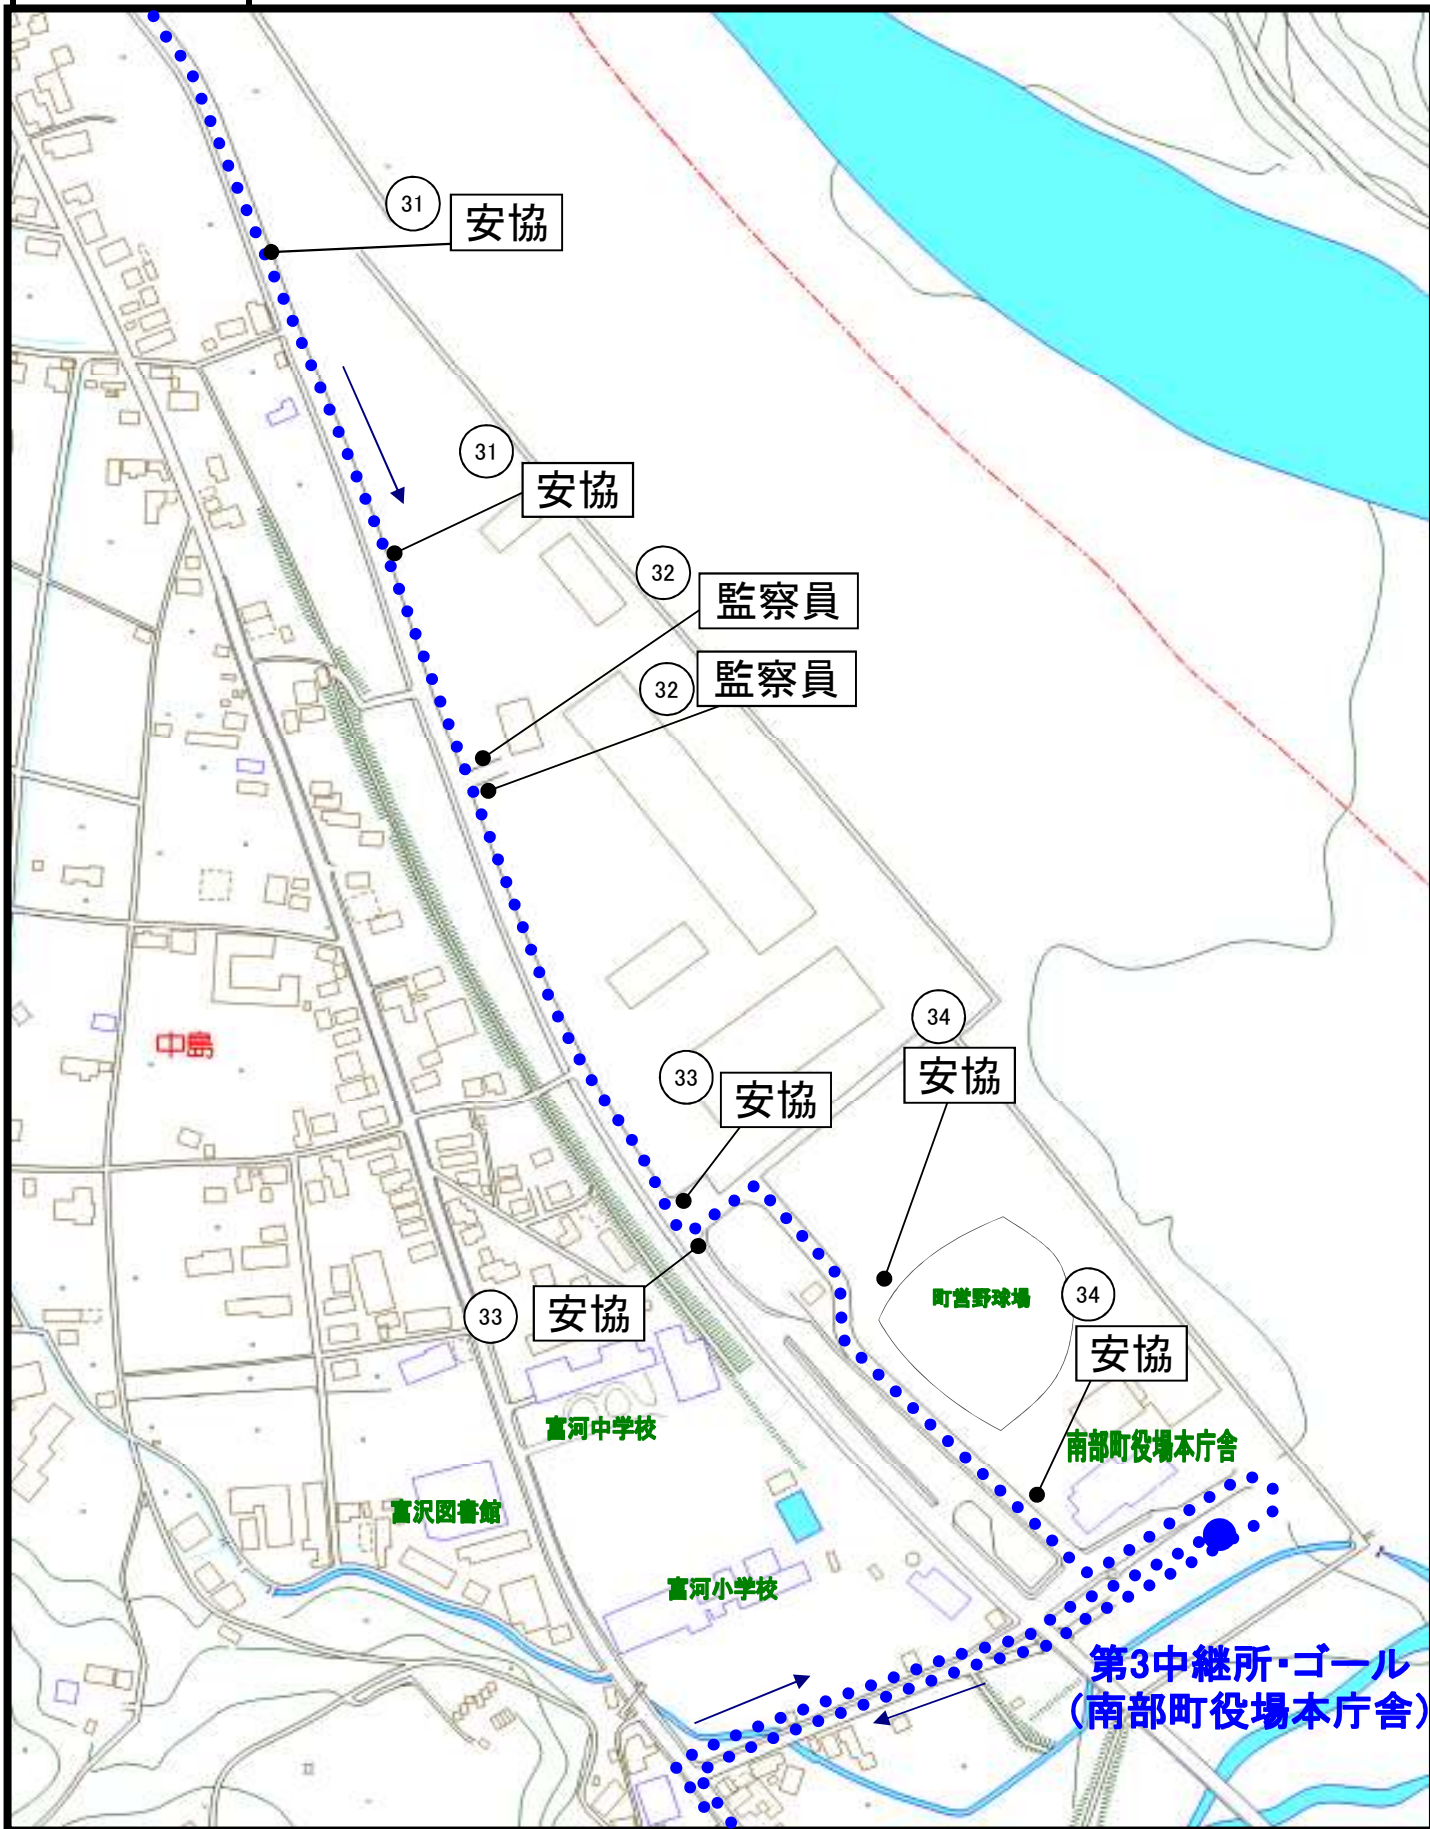 31
安協
31
安協
32
監察員
32
監察員
34
安協
33
安協
町営野球場
34
安協
33
安協
富河中学校
南部町役場本庁舎
富沢図書館
富河小学校
第3中継所・ゴール
(南部町役場本庁舎)